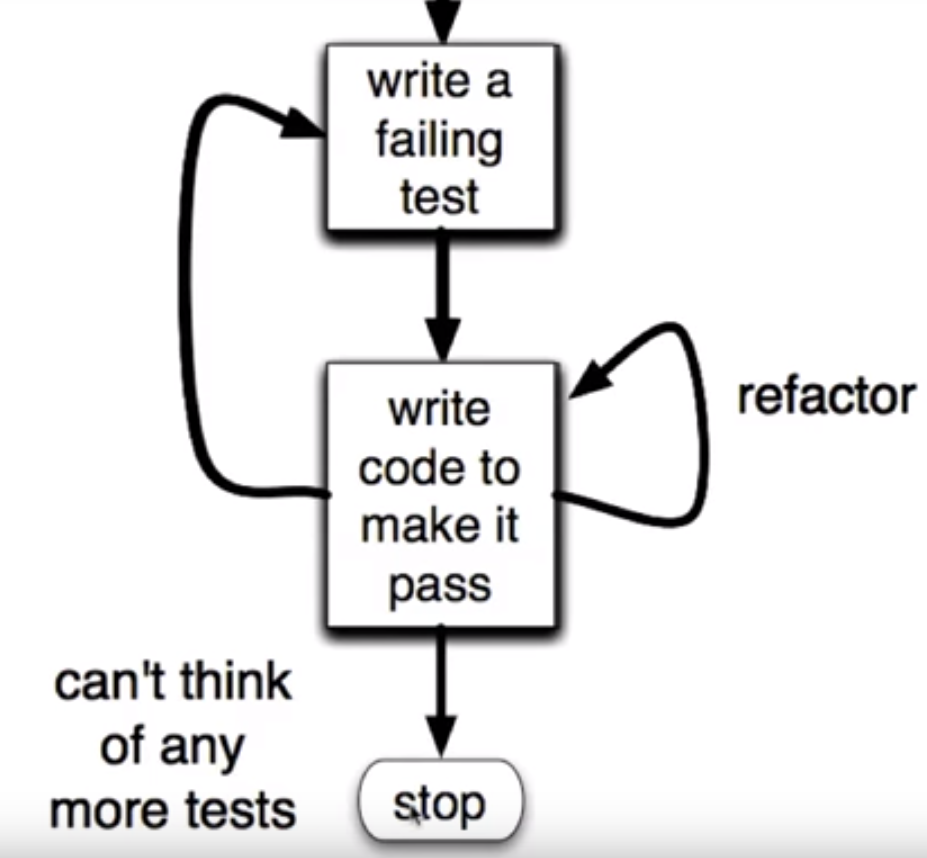 write a
failing
test
write
code to
make it
pass
refactor
can't think
of any
more tests
stop